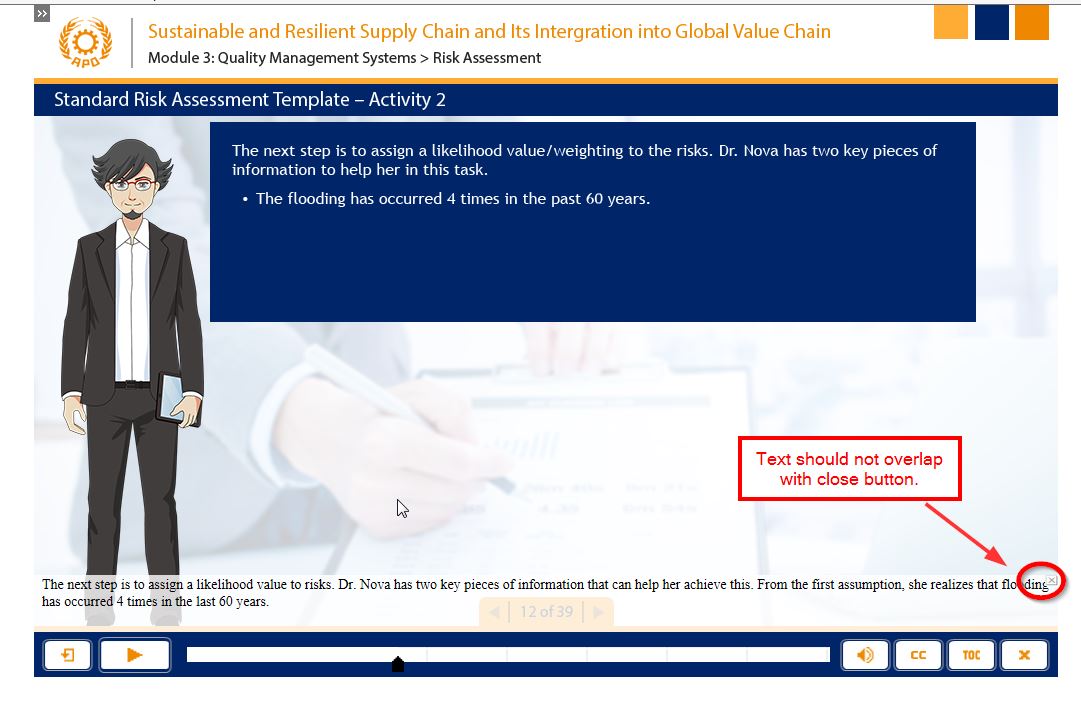 »
APO
Sustainable and Resilient Supply Chain and Its Intergration into Global Value Chain
Module 3: Quality Management Systems > Risk Assessment
Standard Risk Assessment Template – Activity 2
The next step is to assign a likelihood value/weighting to the risks. Dr. Nova has two key pieces of
information to help her in this task.
• The flooding has occurred 4 times in the past 60 years.
Text should not overlap
with close button.
The next step is to assign a likelihood value to risks. Dr. Nova has two key pieces of information that can help her achieve this. From the first assumption, she realizes that flooding
has occurred 4 times in the last 60 years.
12 of 39
CC
TOC